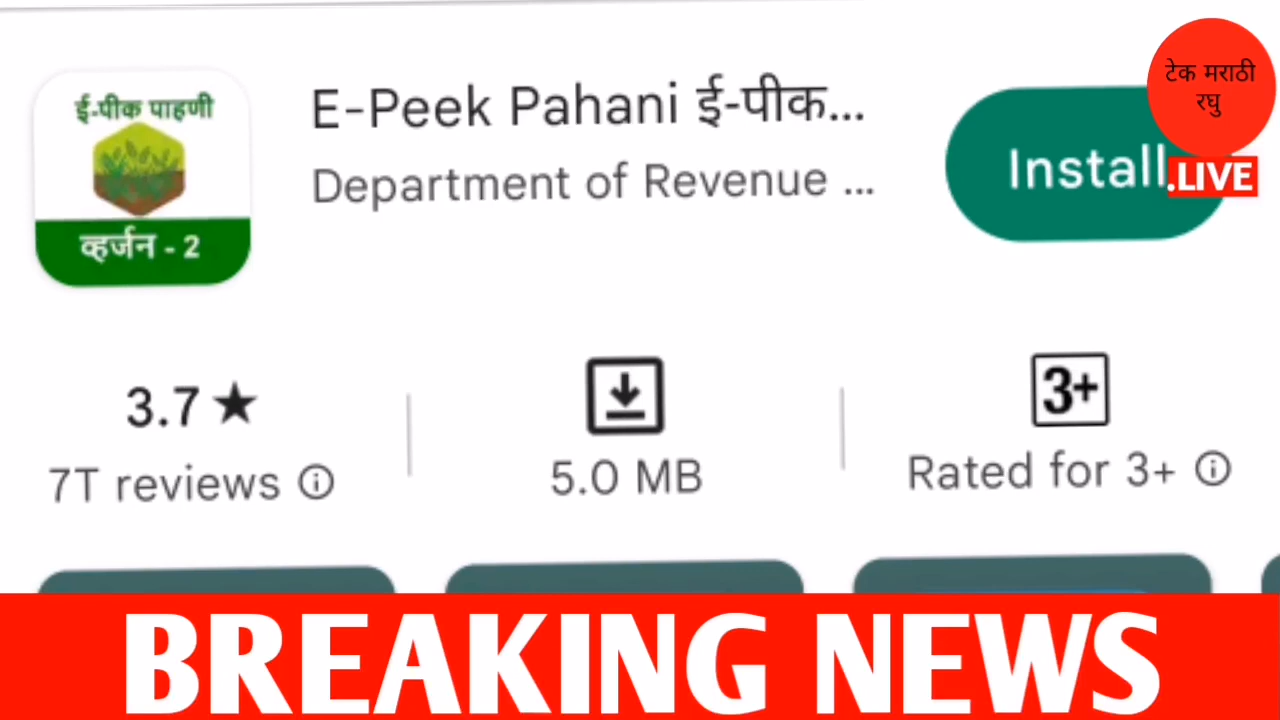 ई-पीक पाहणी
व्हर्जन - 2
E-Peek Pahani ई-पीक...
Department of Revenue ...
Install
टेक मराठी
रघु
.LIVE
3.7★
7T reviews
5.0 MB
3+
Rated for 3+
BREAKING NEWS